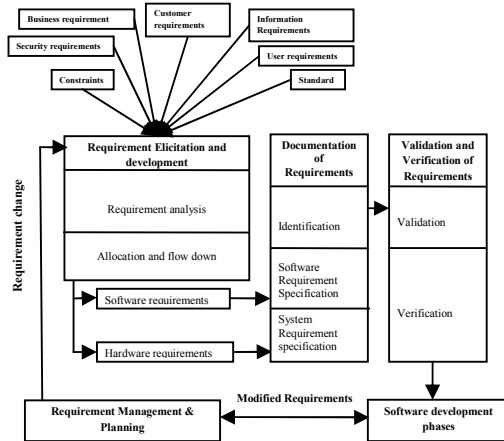 Business requirement
Customer
requirements
Information
Requirements
Security requirements
User requirements
Constraints
Standard
Requirement Elicitation and
development
Requirement analysis
Allocation and flow down
Software requirements
Hardware requirements
Documentation
of
Requirements
Identification
Software
Requirement
Specification
System
Requirement
specification
Validation and
Verification of
Requirements
Validation
Verification
Requirement change
Requirement Management &
Planning
Modified Requirements
Software development
phases